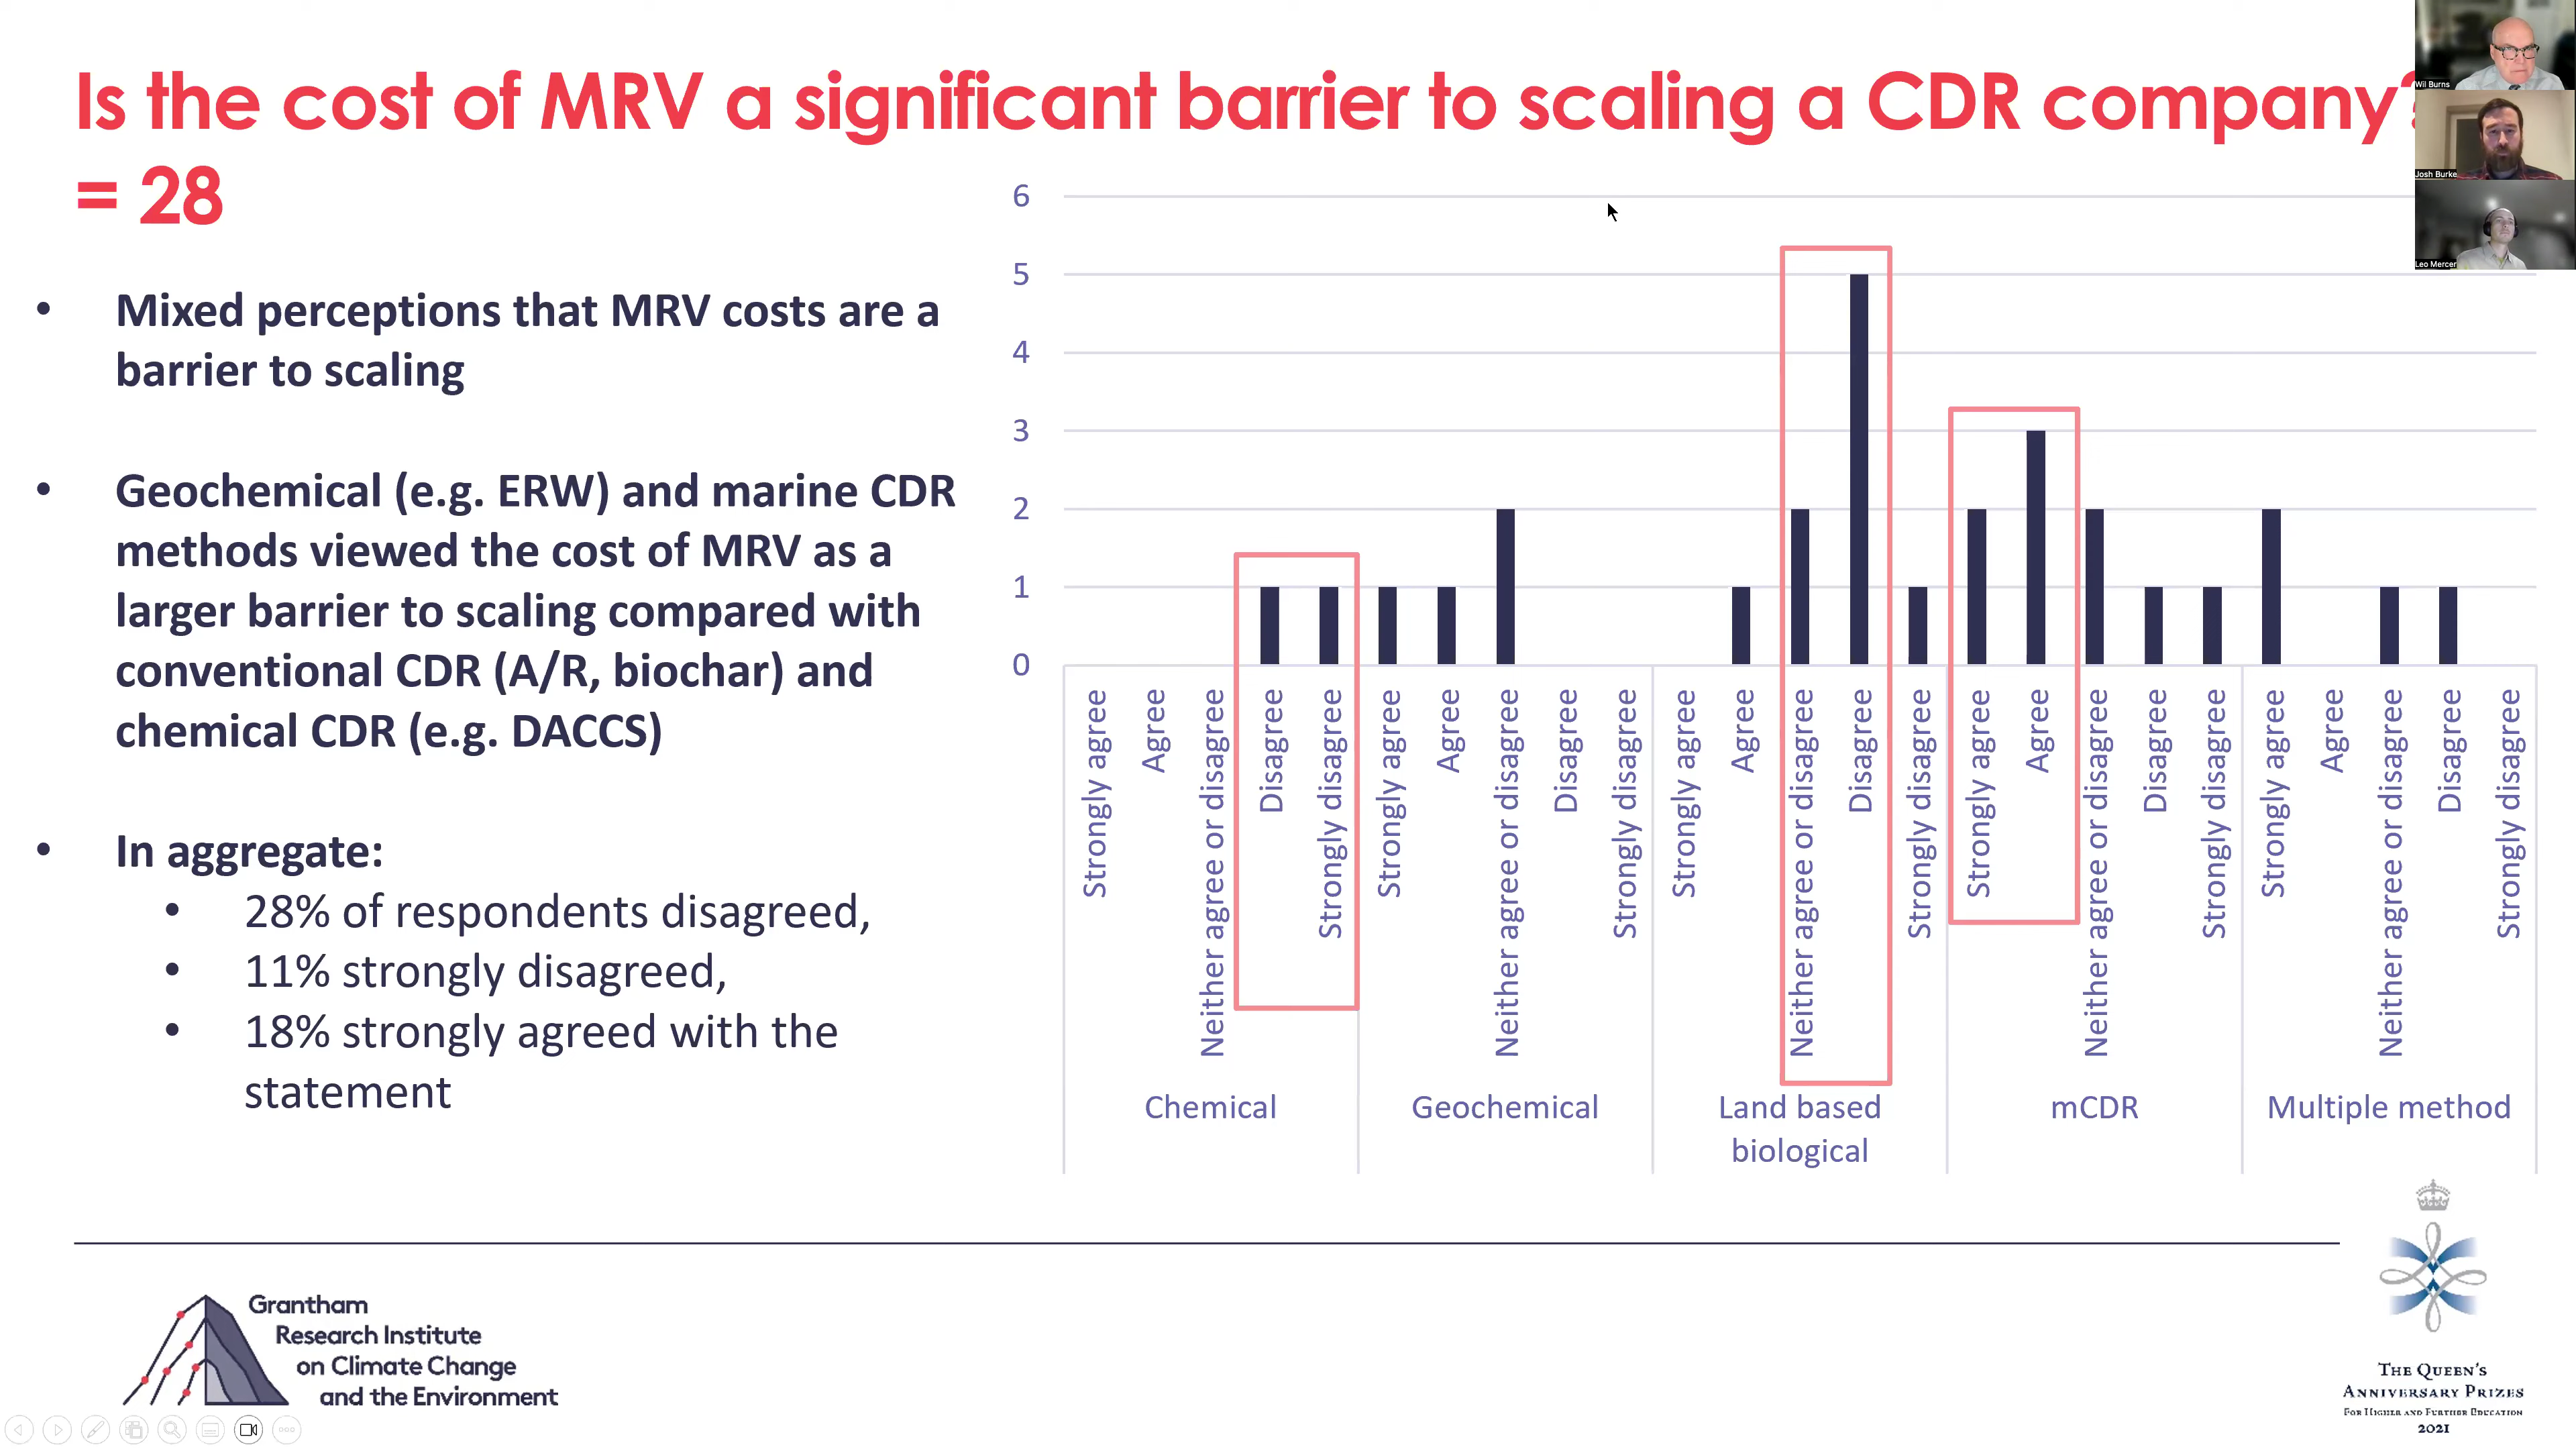 Is the cost of MRV a significant barrier to scaling a CDR company?
= 28
Mixed perceptions that MRV costs are a
barrier to scaling
Geochemical (e.g. ERW) and marine CDR
methods viewed the cost of MRV as a
larger barrier to scaling compared with
conventional CDR (A/R, biochar) and
chemical CDR (e.g. DACCS)
In aggregate:
28% of respondents disagreed,
11% strongly disagreed,
18% strongly agreed with the
statement
6
5
4
3
2
1
0
Strongly agree
Agree
Neither agree or disagree
Disagree
Strongly disagree
Strongly agree
Agree
Neither agree or disagree
Disagree
Strongly disagree
Strongly agree
Agree
Neither agree or disagree
Disagree
Strongly disagree
Strongly agree
Agree
Neither agree or disagree
Disagree
Strongly disagree
Strongly agree
Agree
Neither agree or disagree
Disagree
Strongly disagree
Chemical
Geochemical
Land based
biological
mCDR
Multiple method
Wil Burns
Josh Burke
Leo Mercer
Grantham
Research Institute
on Climate Change
and the Environment
The Queen's
Anniversary Prizes
For Higher and Further Education
2021